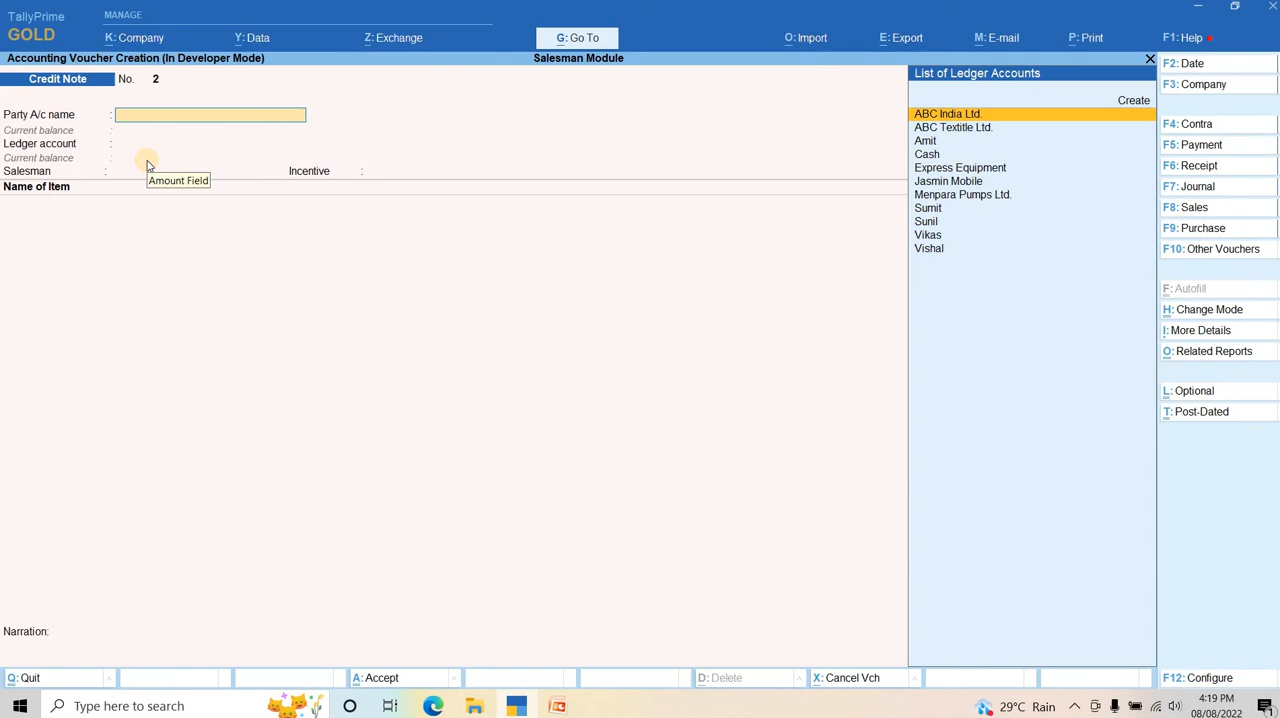 TallyPrime
GOLD
MANAGE
K: Company
Y: Data
Z: Exchange
G: Go To
O: Import
E: Export
M: E-mail
P: Print
F1: Help
Accounting Voucher Creation (In Developer Mode)
Salesman Module
Credit Note No. 2
Party A/c name :
Current balance :
Ledger account :
Current balance :
Salesman : Incentive :
Amount Field
Name of Item
Narration:
List of Ledger Accounts
Create
ABC India Ltd.
ABC Textitle Ltd.
Amit
Cash
Express Equipment
Jasmin Mobile
Menpara Pumps Ltd.
Sumit
Sunil
Vikas
Vishal
F2: Date
F3: Company
F4: Contra
F5: Payment
F6: Receipt
F7: Journal
F8: Sales
F9: Purchase
F10: Other Vouchers
F: Autofill
H: Change Mode
I: More Details
O: Related Reports
L: Optional
T: Post-Dated
Q: Quit
A: Accept
D: Delete
X: Cancel Vch
F12: Configure
Type here to search
29°C Rain
4:19 PM
08/08/2022
1